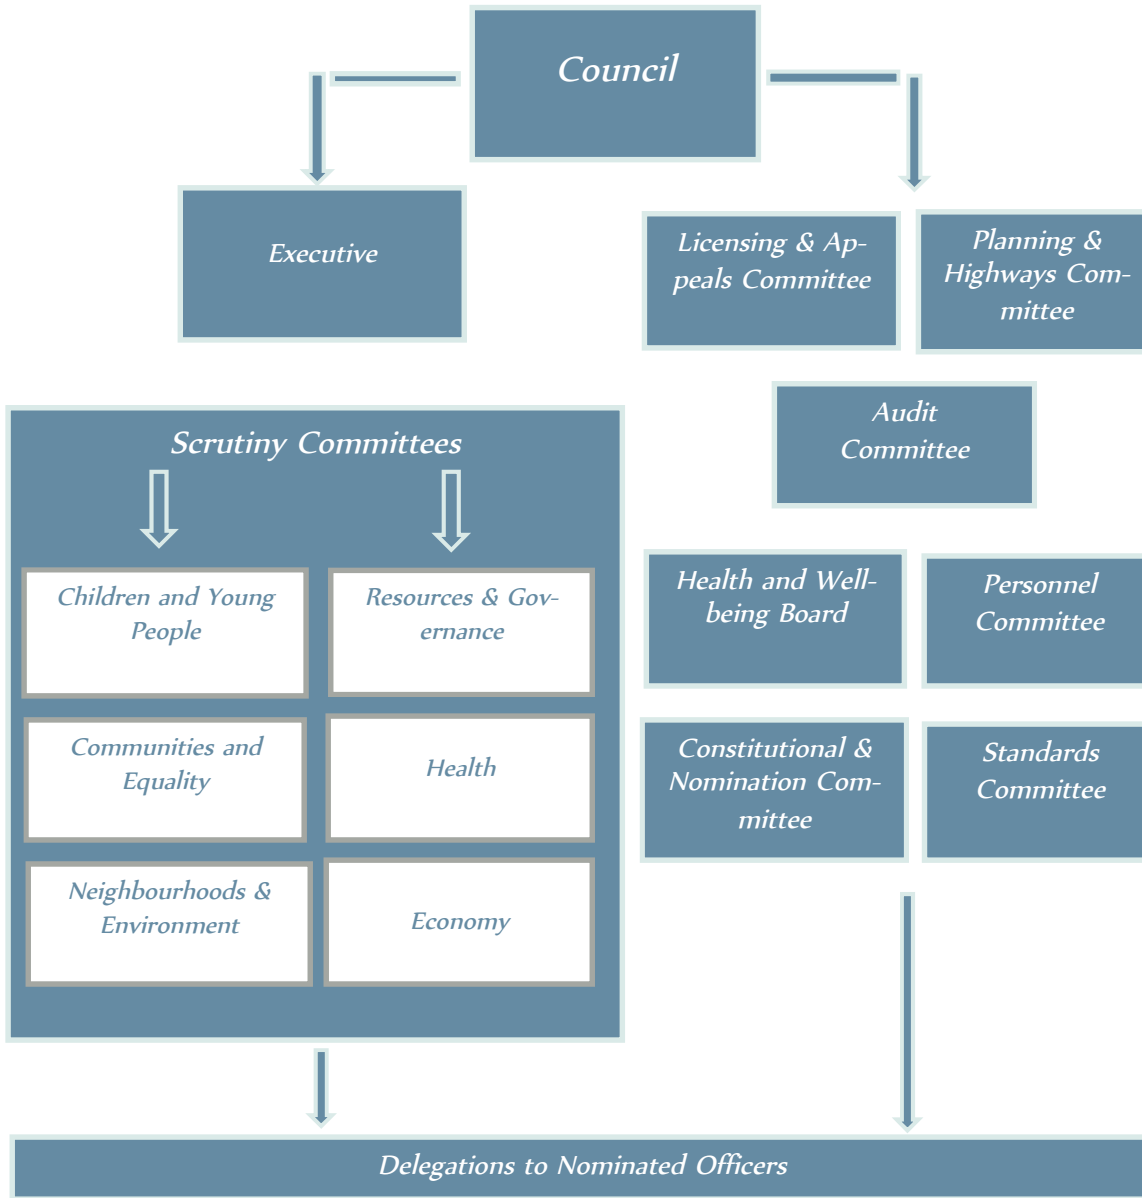 Council
Executive
Licensing & Ap-
peals Committee
Planning &
Highways Com-
mittee
Audit
Committee
Scrutiny Committees
Children and Young
People
Resources & Gov-
ernance
Communities and
Equality
Health
Neighbourhoods &
Environment
Economy
Health and Well-
being Board
Personnel
Committee
Constitutional &
Nomination Com-
mittee
Standards
Committee
Delegations to Nominated Officers